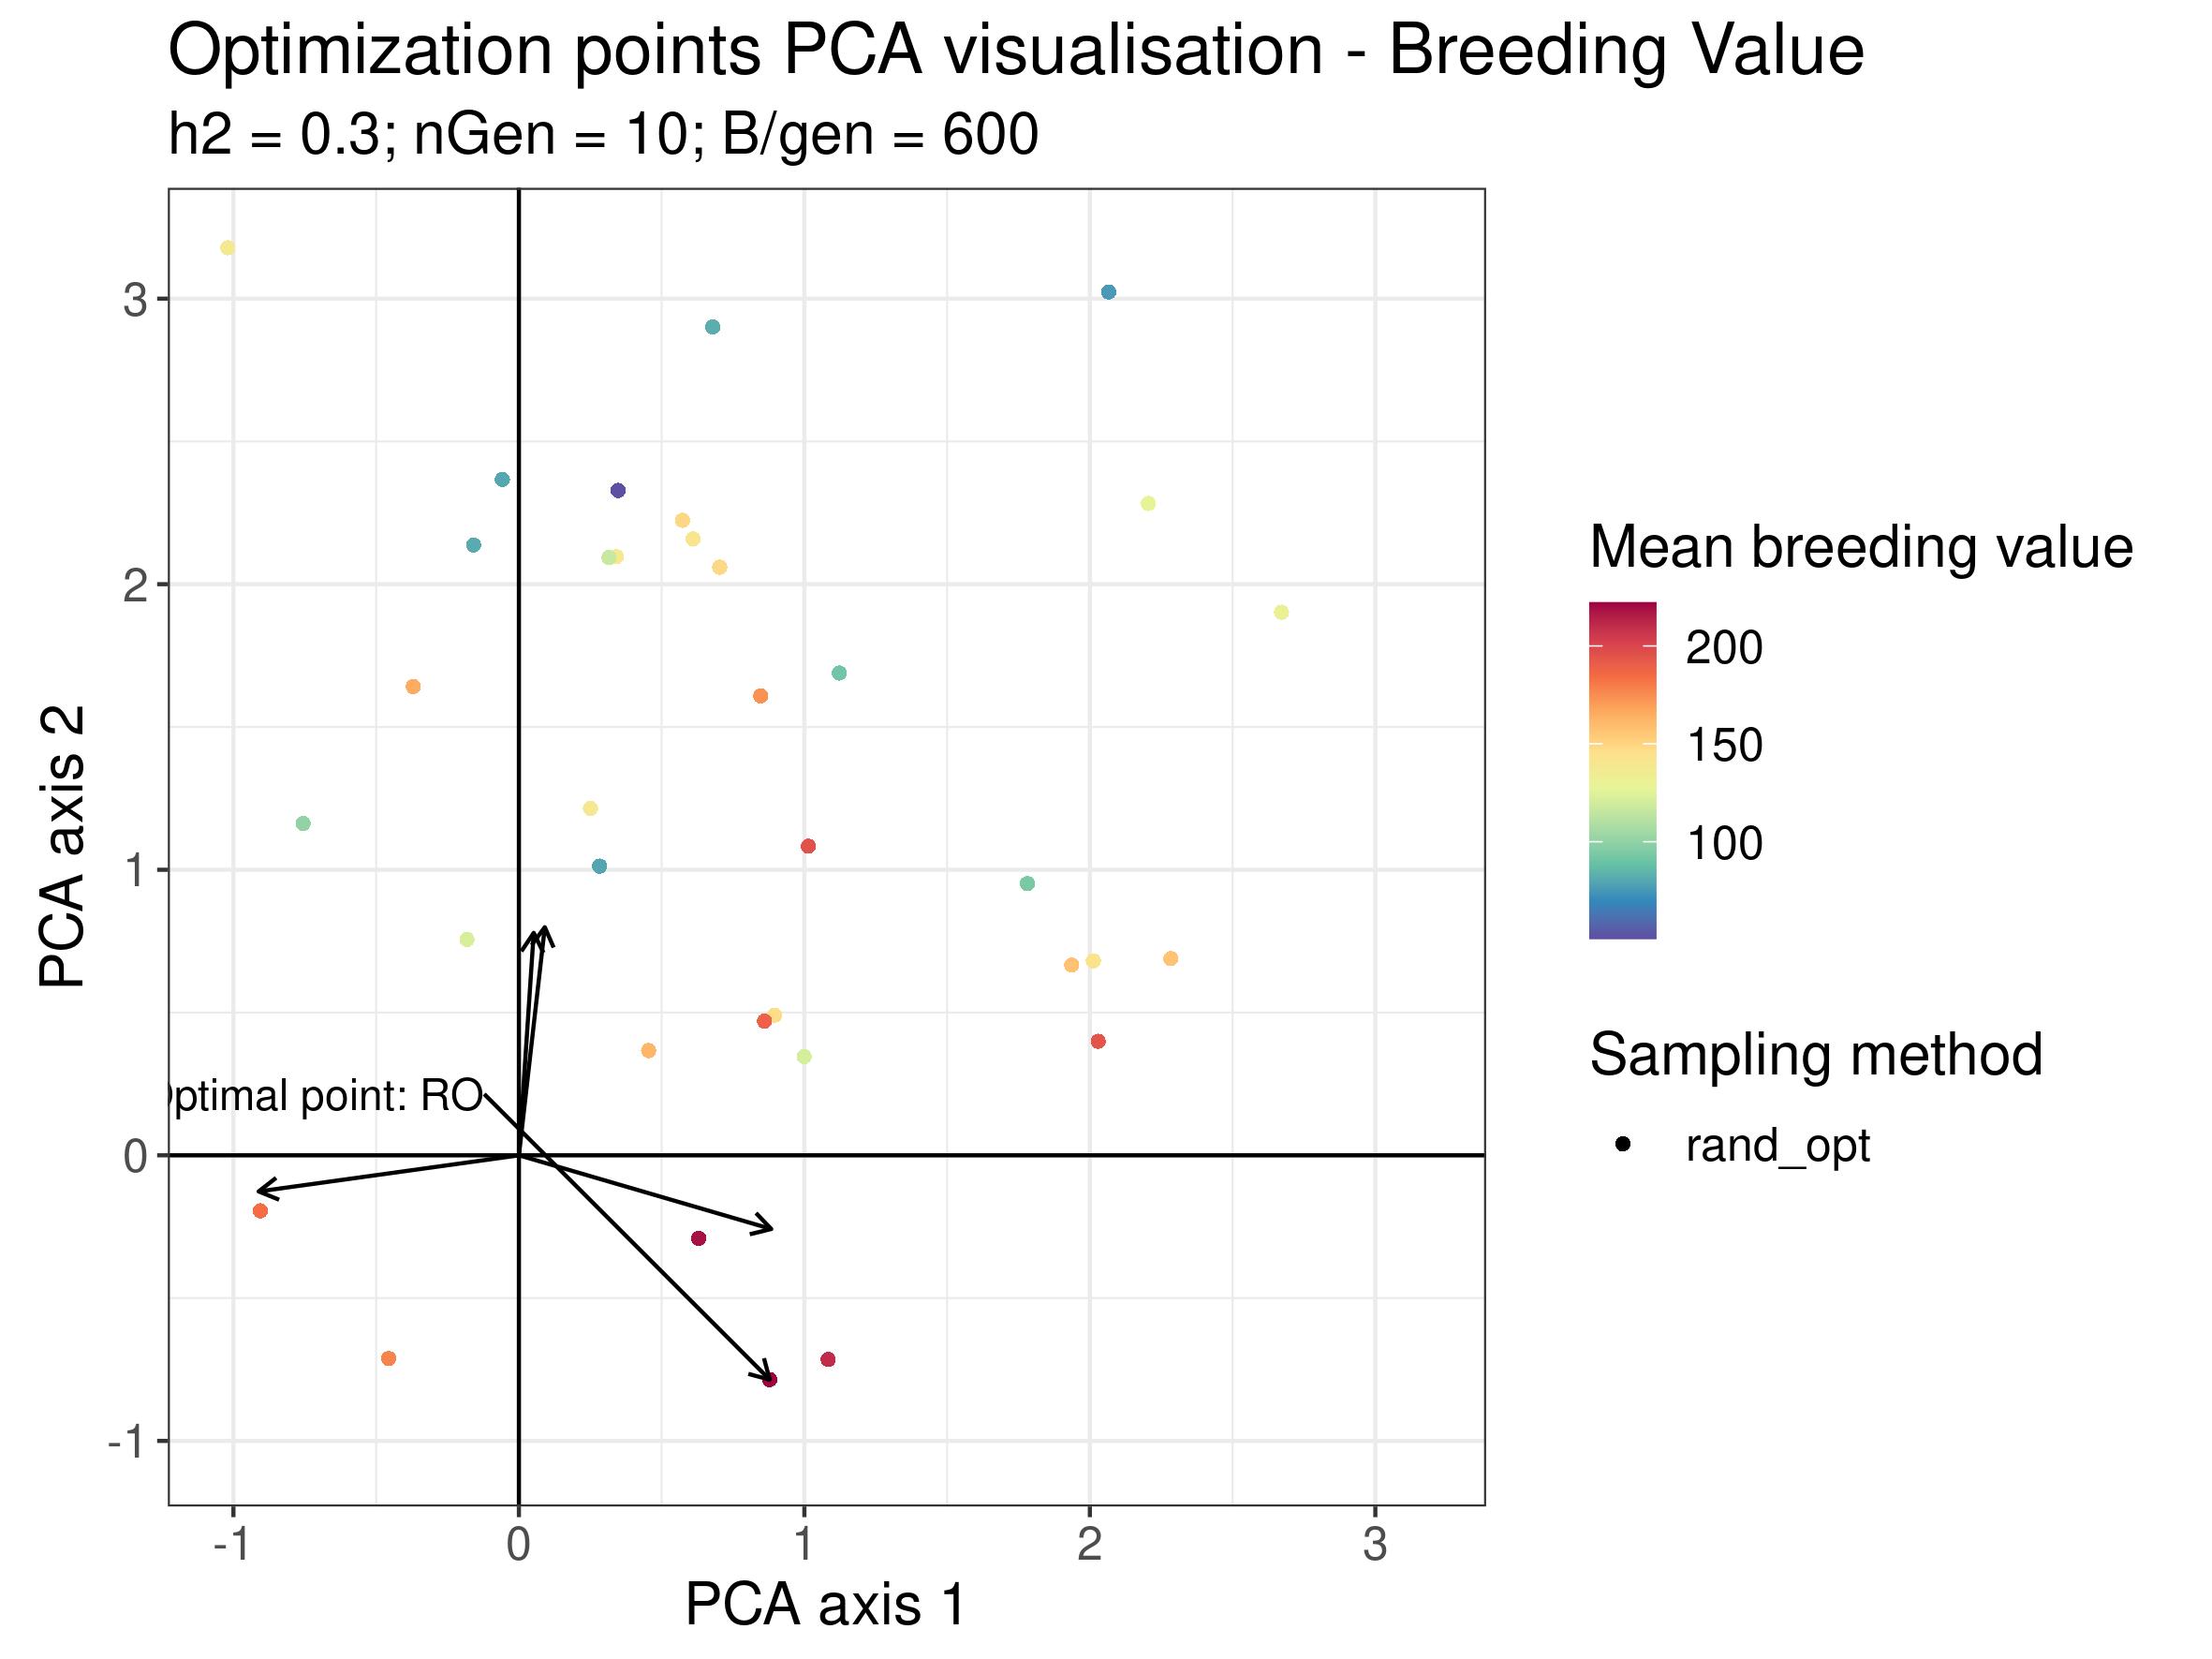 Optimization points PCA visualisation - Breeding Value
h2 = 0.3; nGen = 10; B/gen = 600
3
2
1
0
-1
PCA axis 2
ptimal point: RO
-1
0
1
2
3
PCA axis 1
Mean breeding value
200
150
100
Sampling method
rand_opt